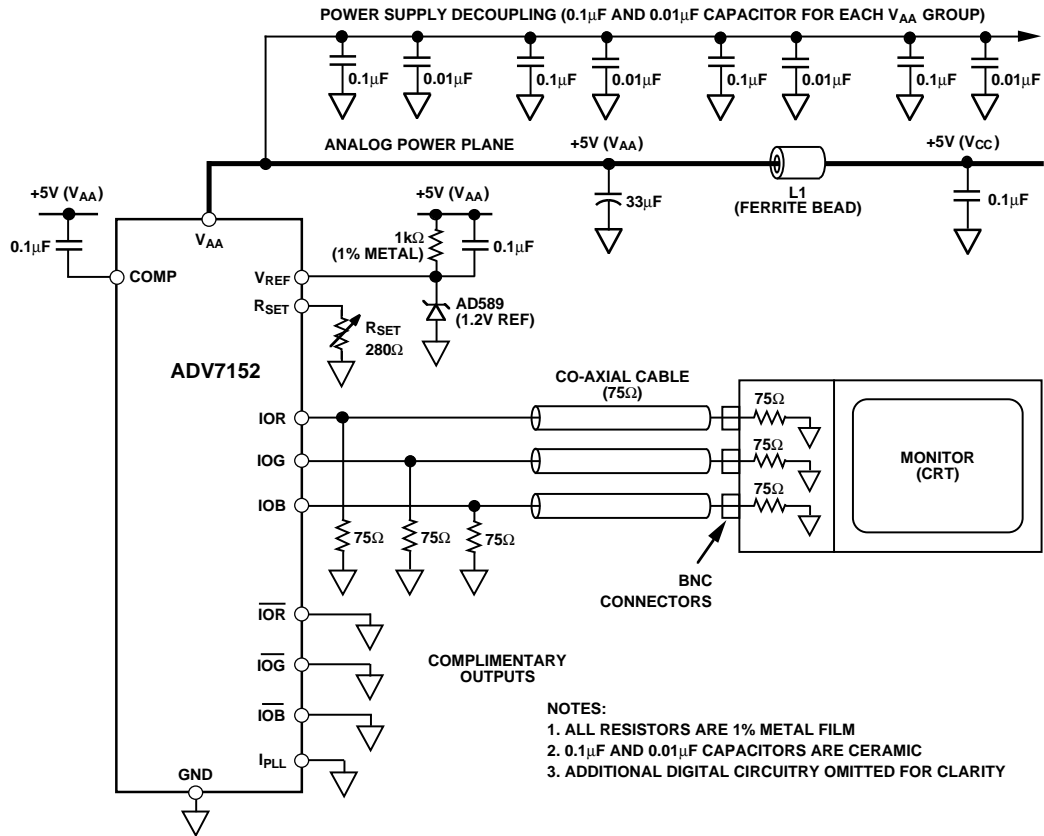 POWER SUPPLY DECOUPLING (0.1μF AND 0.01μF CAPACITOR FOR EACH VAA GROUP)
0.1μF
0.01μF
0.1μF
0.01μF
0.1μF
0.01μF
0.1μF
0.01μF
ANALOG POWER PLANE
+5V (VAA)
+5V (VCC)
L1
(FERRITE BEAD)
33μF
0.1μF
+5V (VAA)
0.1μF
+5V (VAA)
1kΩ
(1% METAL)
0.1μF
VAA
COMP
VREF
RSET
AD589
(1.2V REF)
RSET
280Ω
ADV7152
CO-AXIAL CABLE
(75Ω)
IOR
IOG
IOB
75Ω
75Ω
75Ω
MONITOR
(CRT)
75Ω
75Ω
75Ω
BNC
CONNECTORS
I̅O̅R̅
I̅O̅G̅
I̅O̅B̅
IPLL
GND
COMPLIMENTARY
OUTPUTS
NOTES:
1. ALL RESISTORS ARE 1% METAL FILM
2. 0.1μF AND 0.01μF CAPACITORS ARE CERAMIC
3. ADDITIONAL DIGITAL CIRCUITRY OMITTED FOR CLARITY